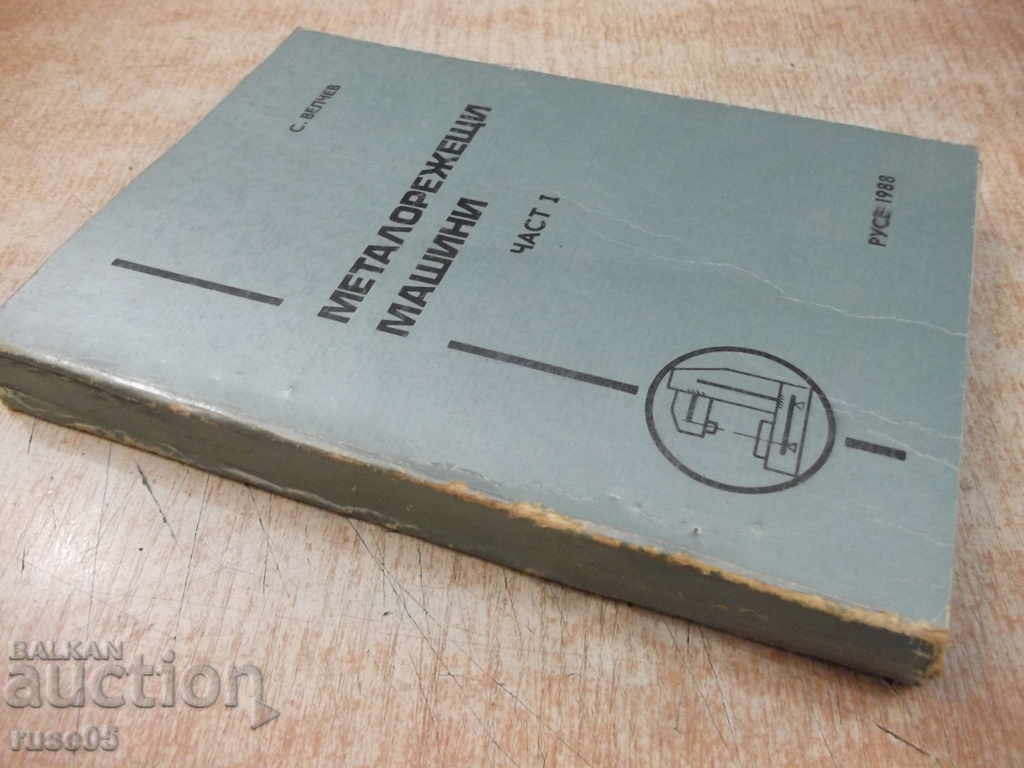 С. ВЕЛЧЕВ
МЕТАЛОРЕЖЕЩИ
МАШИНИ
ЧАСТ I
РУСЕ 1988
BALKAN
auction
ruso05